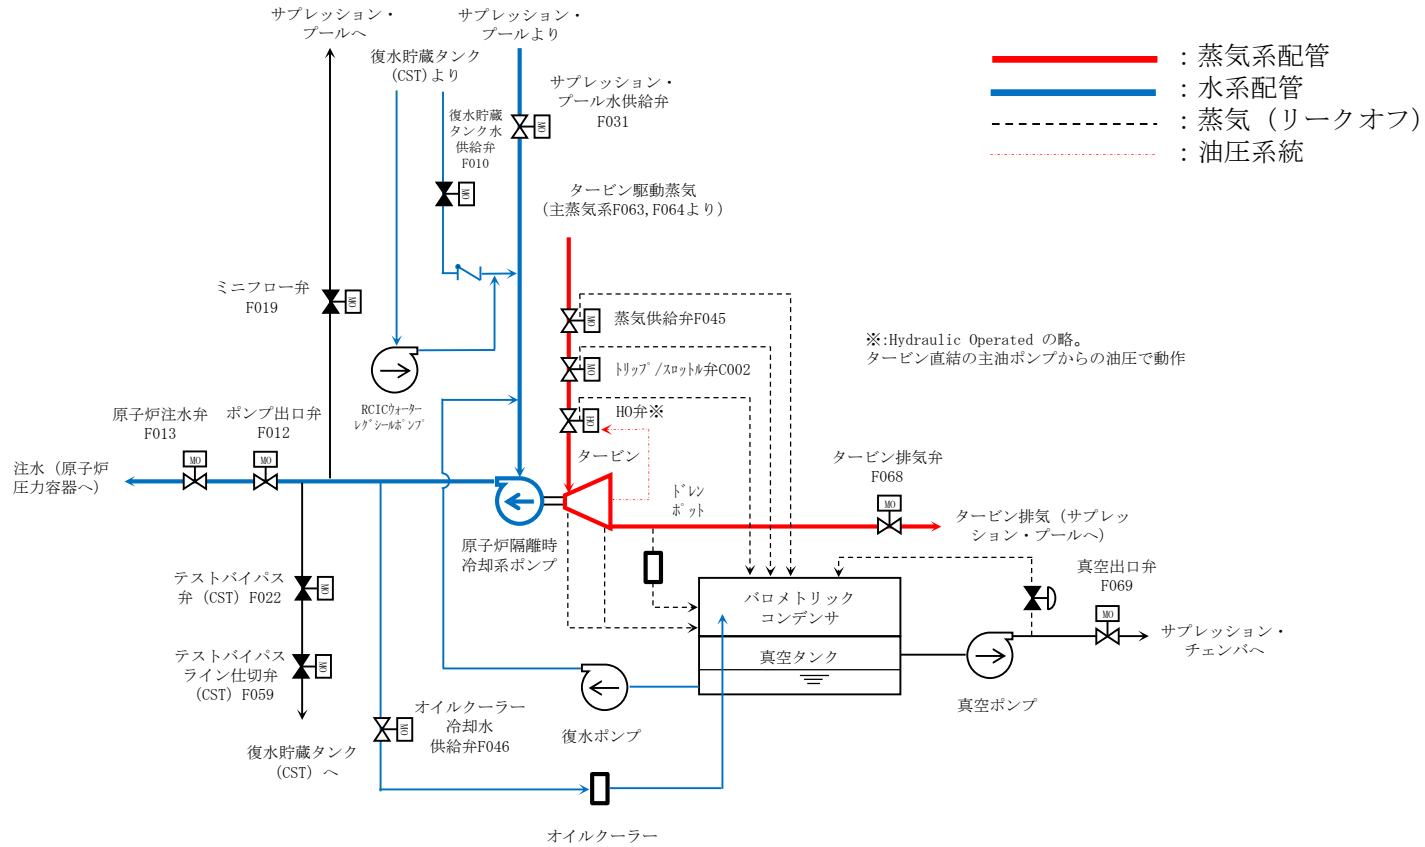 サプレッション・
プールへ
サプレッション・
プールより
復水貯蔵タンク
(CST)より
サプレッション・
プール水供給弁
F031
MO
復水貯蔵
タンク水
供給弁
F010
MO
：蒸気系配管
：水系配管
：蒸気（リークオフ）
：油圧系統
タービン駆動蒸気
（主蒸気系F063,F064より）
ミニフロー弁
F019
MO
蒸気供給弁F045
MO
ﾄﾘｯﾌﾟ/ｽﾛｯﾄﾙ弁C002
MO
HO弁※
HO
※:Hydraulic Operated の略。
タービン直結の主油ポンプからの油圧で動作
RCICｳｫｰﾀｰ
ﾚｸﾞｼｰﾙﾎﾟﾝﾌﾟ
原子炉注水弁
F013
MO
ポンプ出口弁
F012
MO
注水（原子炉
圧力容器へ）
タービン
ﾄﾞﾚﾝ
ﾎﾟｯﾄ
タービン排気弁
F068
MO
タービン排気（サプレッ
ション・プールへ）
原子炉隔離時
冷却系ポンプ
テストバイパス
弁（CST）F022
MO
テストバイパス
ライン仕切弁
（CST）F059
MO
復水貯蔵タンク
（CST）へ
バロメトリック
コンデンサ
真空タンク
真空出口弁
F069
MO
サプレッション・
チェンバへ
真空ポンプ
オイルクーラー
冷却水
供給弁F046
MO
復水ポンプ
オイルクーラー